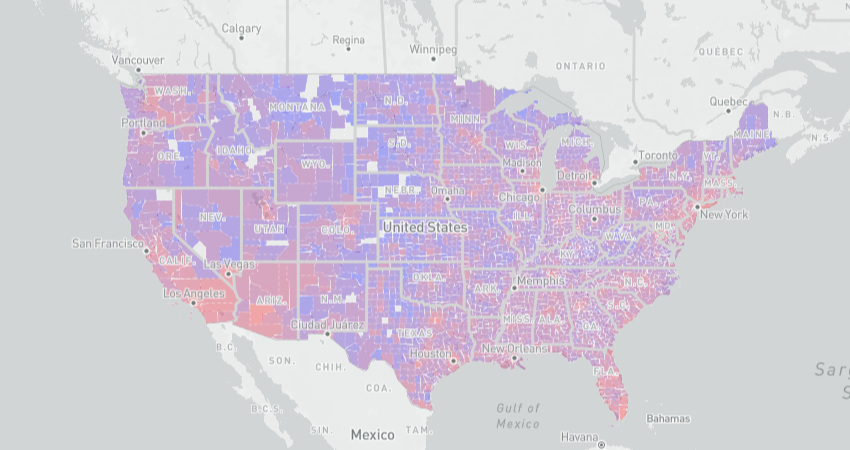 Calgary
Regina
Winnipeg
Vancouver
ONTARIO
QUÉBEC
Quebec
N.B.
N.S.
WASH.
MONTANA
N.D.
MINN.
MAINE
Portland
ORE.
IDAHO
S.D.
WIS.
MICH.
VT.
Toronto
WYO.
Madison
Detroit
N.Y.
MASS.
NEBR.
Omaha
Chicago
PA.
New York
NEV.
UTAH
COLO.
United States
ILL.
Columbus
MD.
W.VA.
San Francisco
CALIF.
Las Vegas
KY.
Los Angeles
ARIZ.
N.M.
OKLA.
ARK.
Memphis
N.C.
S.C.
Ciudad Juárez
TEXAS
MISS.
ALA.
GA.
B.C.
SON.
CHIH.
Houston
New Orleans
FLA.
COA.
B.C.S.
Gulf of
Mexico
Bahamas
SIN.
Mexico
TAM.
Havana